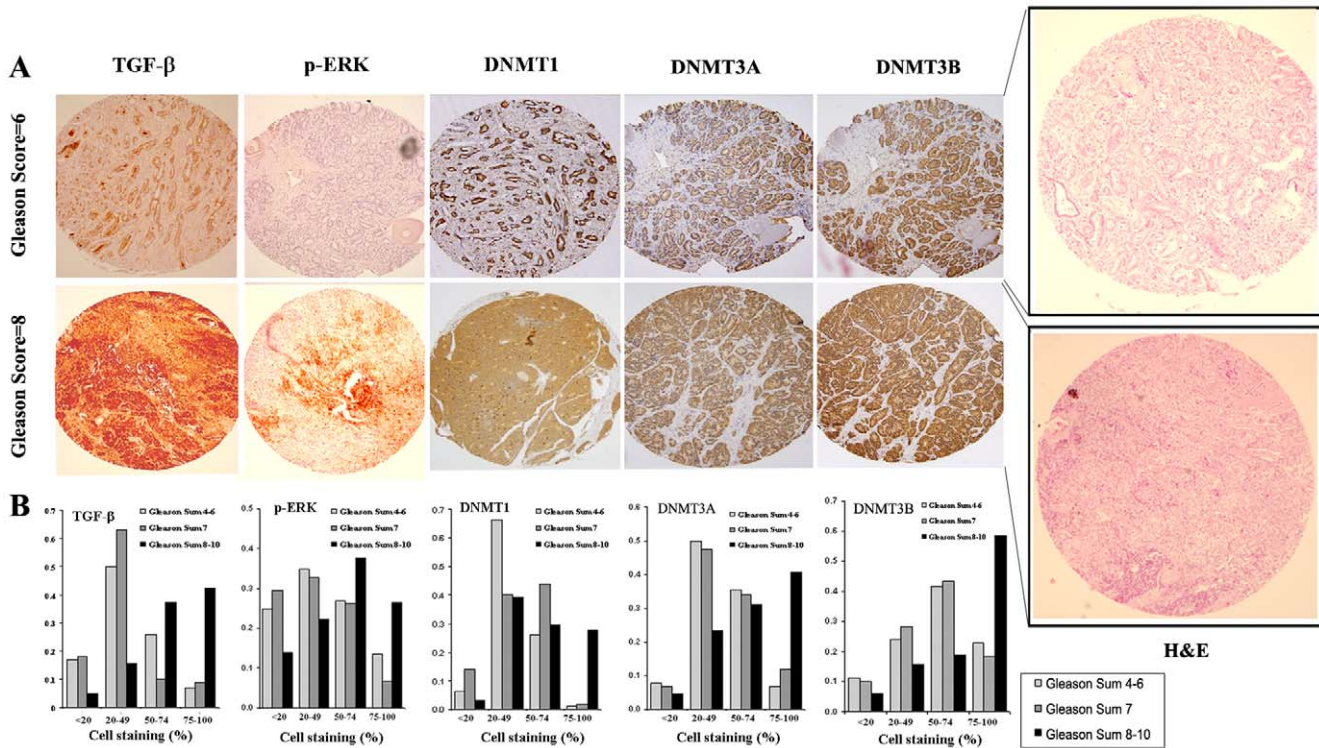 A
TGF-β
p-ERK
DNMT1
DNMT3A
DNMT3B
Gleason Score=6
Gleason Score=8
H&E
B
TGF-β
Gleason Sum 4-6
Gleason Sum 7
Gleason Sum 8-10
0.7
0.6
0.5
0.4
0.3
0.2
0.1
0
<20 20-49 50-74 75-100
Cell staining (%)
p-ERK
Gleason Sum 4-6
Gleason Sum 7
Gleason Sum 8-10
0.5
0.4
0.3
0.2
0.1
0.0
<20 20-49 50-74 75-100
Cell staining (%)
DNMT1
Gleason Sum 4-6
Gleason Sum 7
Gleason Sum 8-10
0.7
0.6
0.5
0.4
0.3
0.2
0.1
0
<20 20-49 50-74 75-100
Cell staining (%)
DNMT3A
Gleason Sum 4-6
Gleason Sum 7
Gleason Sum 8-10
0.6
0.5
0.4
0.3
0.2
0.1
0
<20 20-49 50-74 75-100
Cell staining (%)
DNMT3B
Gleason Sum 4-6
Gleason Sum 7
Gleason Sum 8-10
0.7
0.6
0.5
0.4
0.3
0.2
0.1
0
<20 20-49 50-74 75-100
Cell staining (%)
Gleason Sum 4-6
Gleason Sum 7
Gleason Sum 8-10